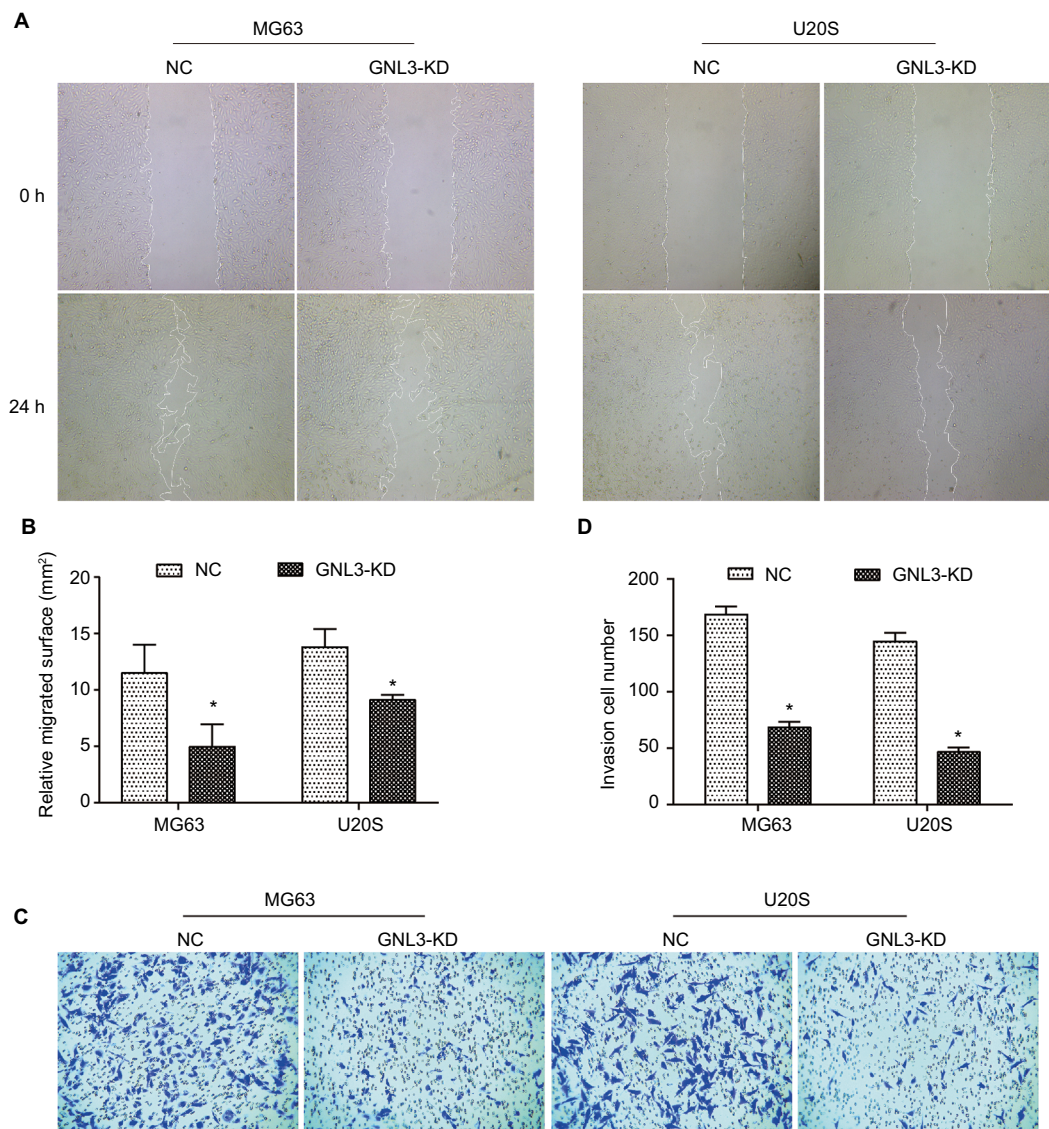 A
MG63
U20S
NC
GNL3-KD
NC
GNL3-KD
0 h
24 h
B
Relative migrated surface (mm²)
NC
GNL3-KD
20
15
10
5
0
*
*
MG63
U20S
D
Invasion cell number
NC
GNL3-KD
200
150
100
50
0
*
*
MG63
U20S
C
MG63
U20S
NC
GNL3-KD
NC
GNL3-KD